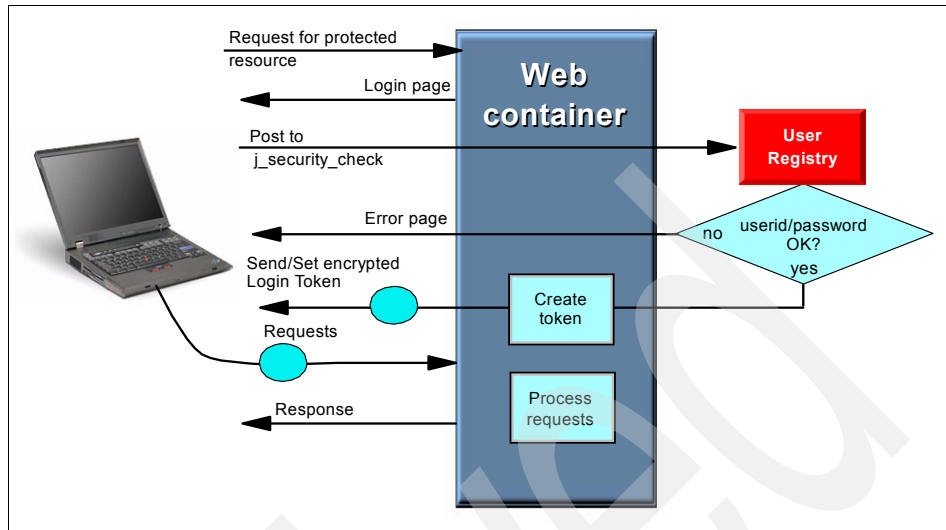 Request for protected
resource
Login page
Web
container
Post to
j_security_check
User
Registry
Error page
no
userid/password
OK?
yes
Send/Set encrypted
Login Token
Create
token
Requests
Response
Process
requests